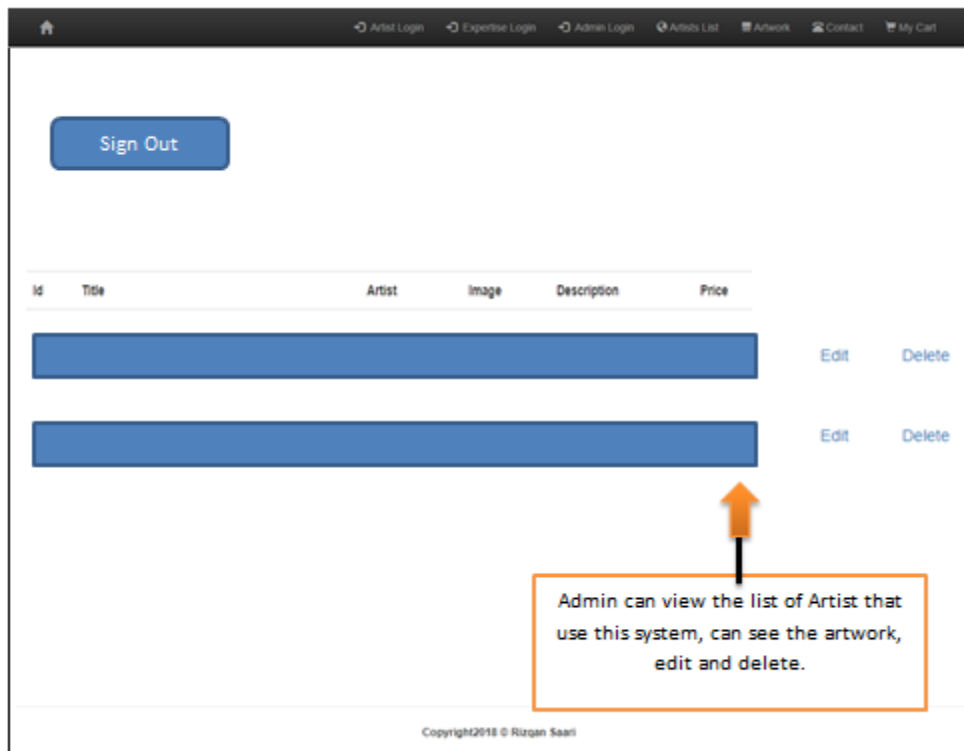 Artist Login Expertise Login Admin Login Artists List Artwork Contact My Cart
Sign Out
Id Title Artist Image Description Price
Edit Delete
Edit Delete
Admin can view the list of Artist that
use this system, can see the artwork,
edit and delete.
Copyright2018 © Rizqan Saari